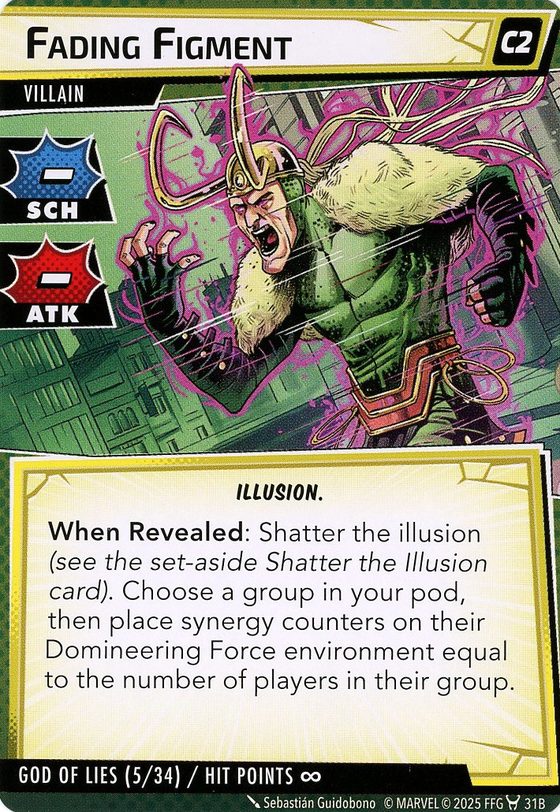 FADING FIGMENT
C2
VILLAIN
-
SCH
-
ATK
ILLUSION.
When Revealed: Shatter the illusion
(see the set-aside Shatter the Illusion
card). Choose a group in your pod,
then place synergy counters on their
Domineering Force environment equal
to the number of players in their group.
GOD OF LIES (5/34) / HIT POINTS ∞
Sebastián Guidobono © MARVEL © 2025 FFG 31B